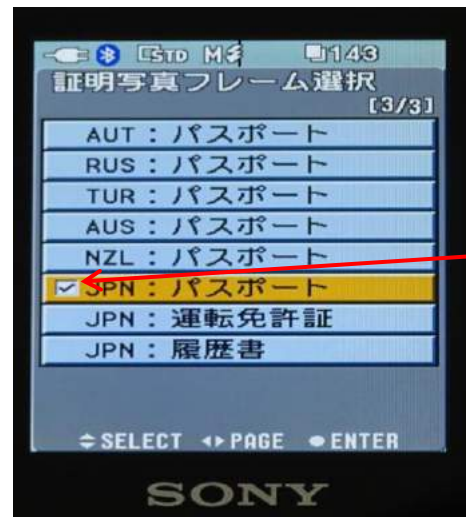 STD M 143
証明写真フレーム選択
[3/3]
AUT：パスポート
RUS：パスポート
TUR：パスポート
AUS：パスポート
NZL：パスポート
JPN：パスポート
JPN：運転免許証
JPN：履歴書
SELECT PAGE ENTER
SONY